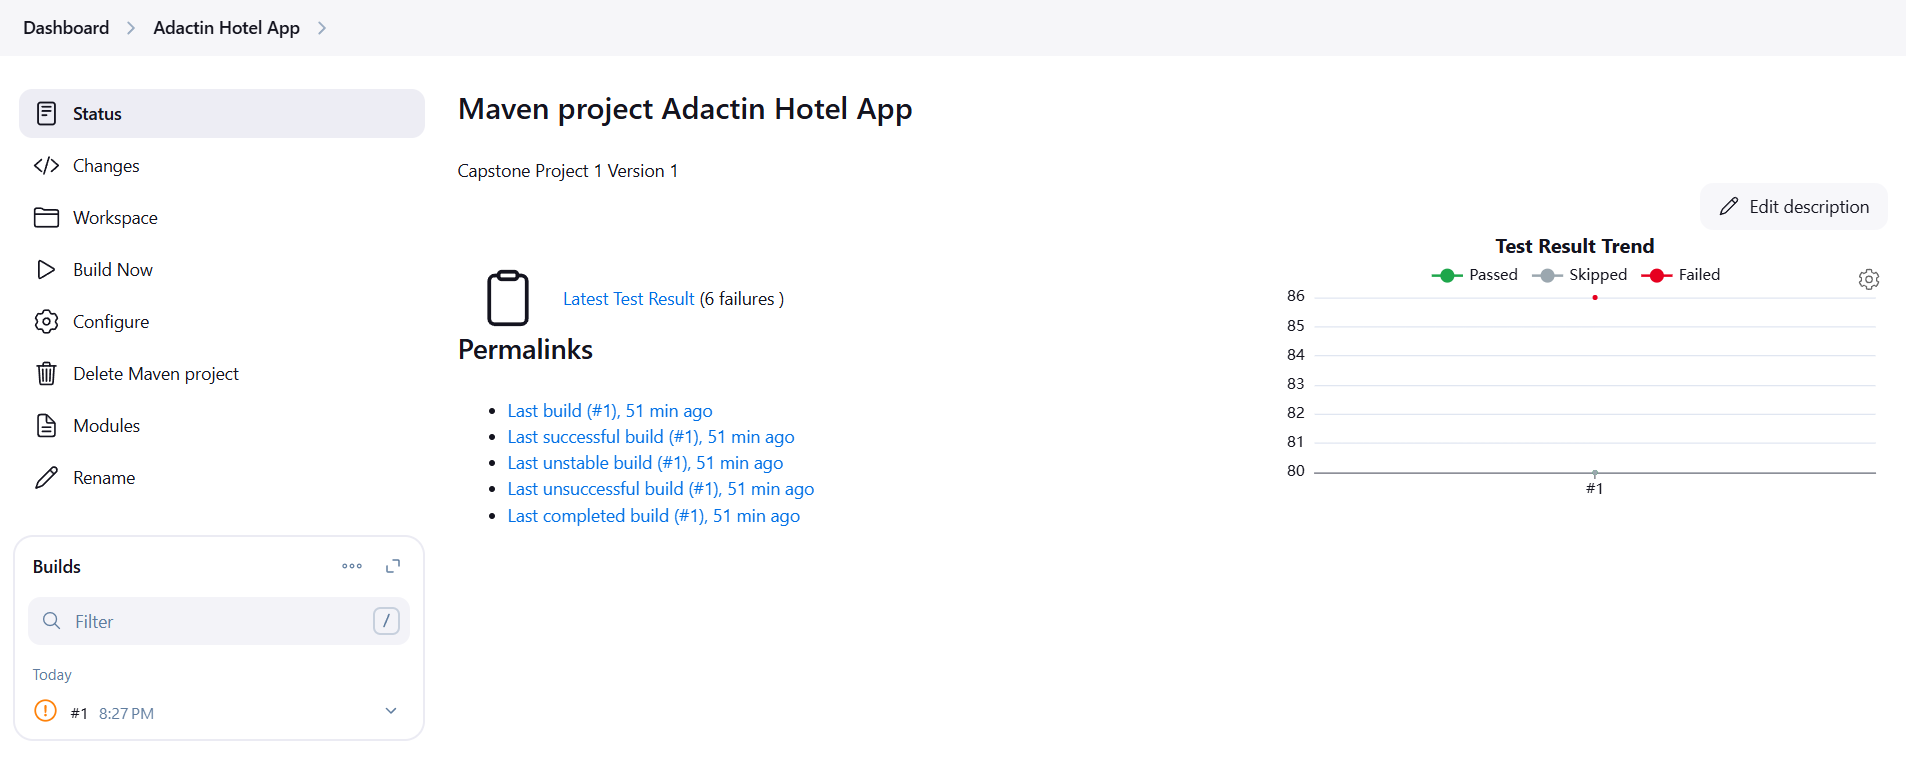 Dashboard
Adactin Hotel App
Status
Changes
Workspace
Build Now
Configure
Delete Maven project
Modules
Rename
Builds
Filter
/
Today
#1 8:27 PM
Maven project Adactin Hotel App
Capstone Project 1 Version 1
Edit description
Latest Test Result (6 failures )
Permalinks
Last build (#1), 51 min ago
Last successful build (#1), 51 min ago
Last unstable build (#1), 51 min ago
Last unsuccessful build (#1), 51 min ago
Last completed build (#1), 51 min ago
Test Result Trend
Passed Skipped Failed
86
85
84
83
82
81
80
#1